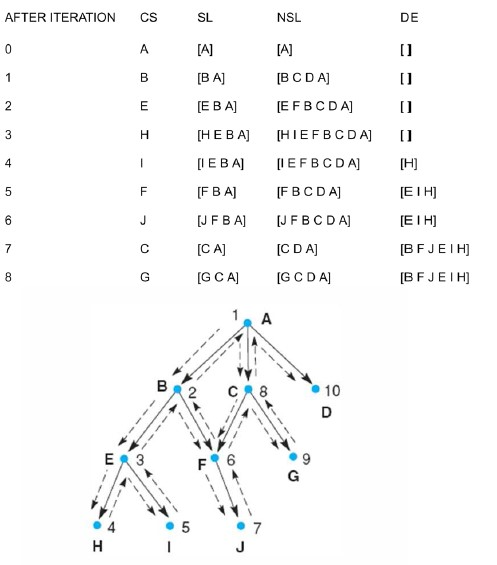 AFTER ITERATION CS SL NSL DE
0 A [A] [A] [ ]
1 B [B A] [B C D A] [ ]
2 E [E B A] [E F B C D A] [ ]
3 H [H E B A] [H I E F B C D A] [ ]
4 I [I E B A] [I E F B C D A] [H]
5 F [F B A] [F B C D A] [E I H]
6 J [J F B A] [J F B C D A] [E I H]
7 C [C A] [C D A] [B F J E I H]
8 G [G C A] [G C D A] [B F J E I H]
1 A
B 2 C 8 10
D
E 3 F 6 9
G
4 5 7
H I J